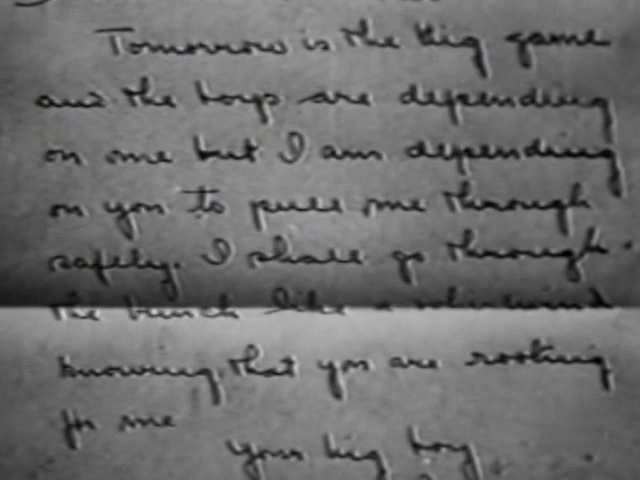 Tomorrow is the big game
and the boys are depending
on me but I am depending
on you to pull me through
safely. I shall go through
the bunch like a whirlwind
knowing that you are rooting
for me
Your big boy